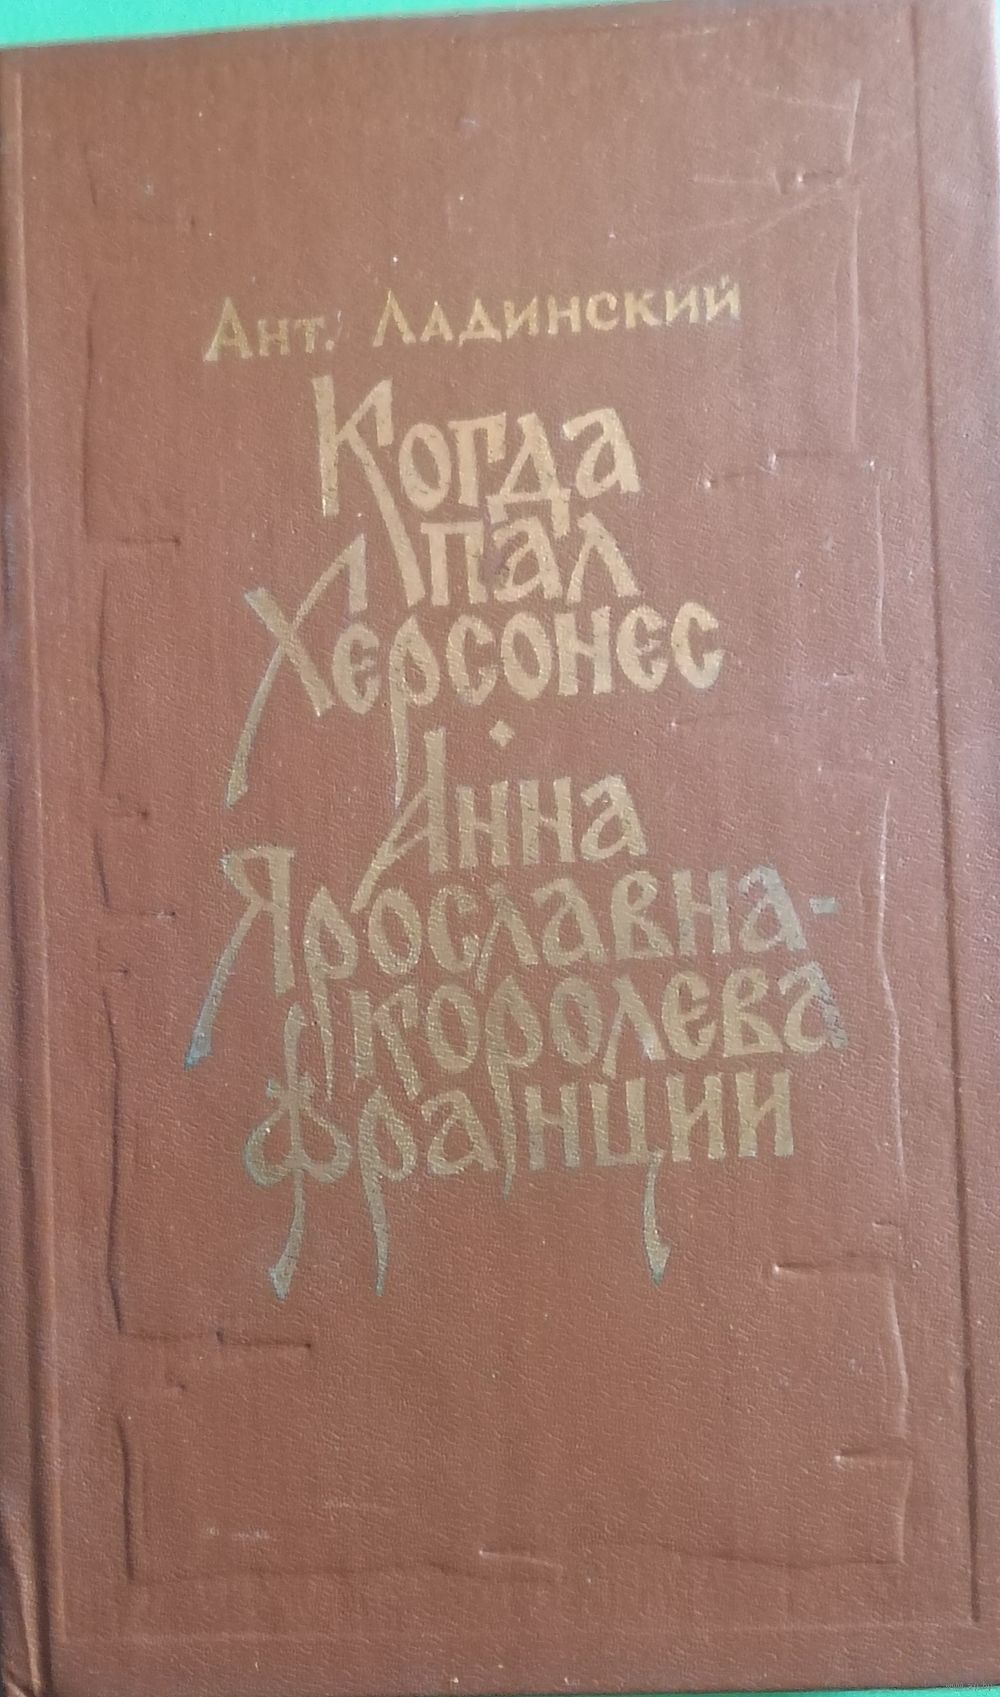 Ант. Ладинский
Когда
пал
Херсонес
Анна
Ярославна-
королева
Франции